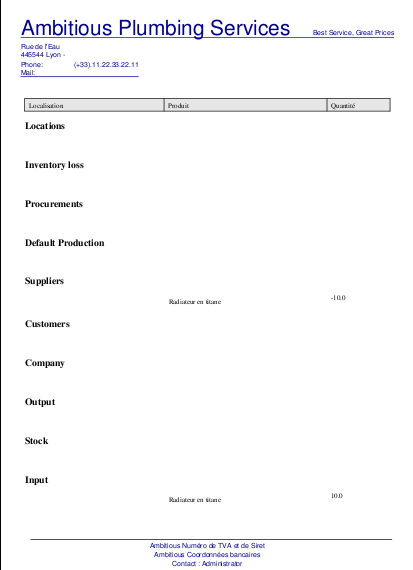 Ambitious Plumbing Services Best Service, Great Prices
Rue de l'Eau
445544 Lyon -
Phone: (+33).11.22.33.22.11
Mail:
Localisation Produit Quantité
Locations
Inventory loss
Procurements
Default Production
Suppliers
Radiateur en titane -10.0
Customers
Company
Output
Stock
Input
Radiateur en titane 10.0
Ambitious Numéro de TVA et de Siret
Ambitious Coordonnées bancaires
Contact : Administrator